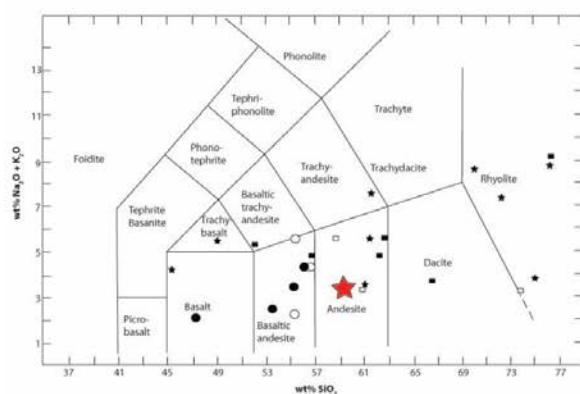 wt% Na₂O + K₂O
13
11
9
7
5
3
1
Phonolite
Tephri-
phonolite
Trachyte
Foidite
Phono-
tephrite
Trachy-
andesite
Trachydacite
Rhyolite
Tephrite
Basanite
Basaltic
trachy-
andesite
Trachy-
basalt
Dacite
Picro-
basalt
Basalt
Basaltic
andesite
Andesite
37 41 45 49 53 57 61 65 69 73 77
wt% SiO₂